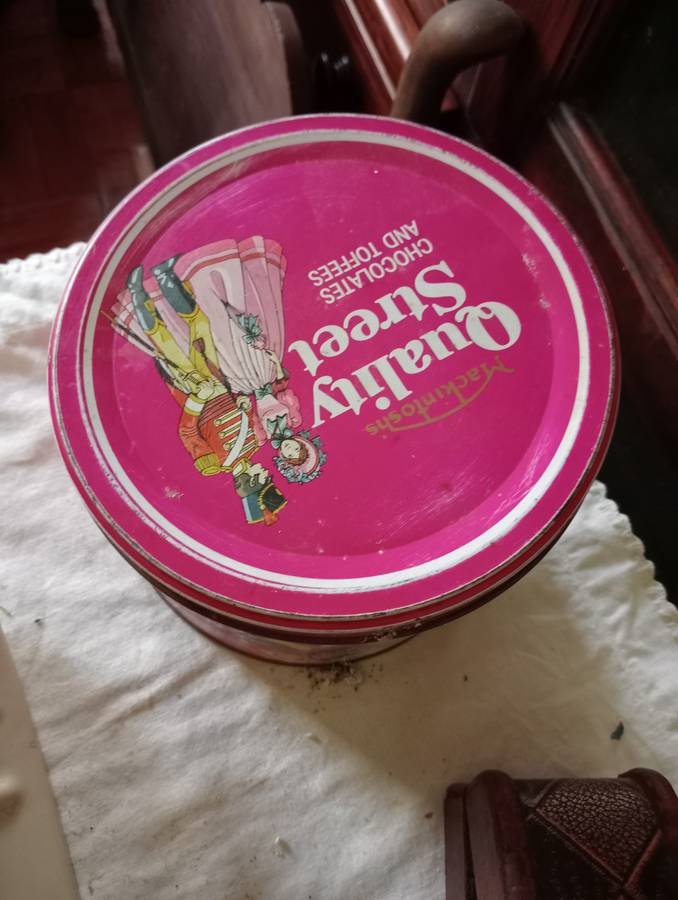 Mackintosh's
Quality
Street
CHOCOLATES
AND TOFFEES